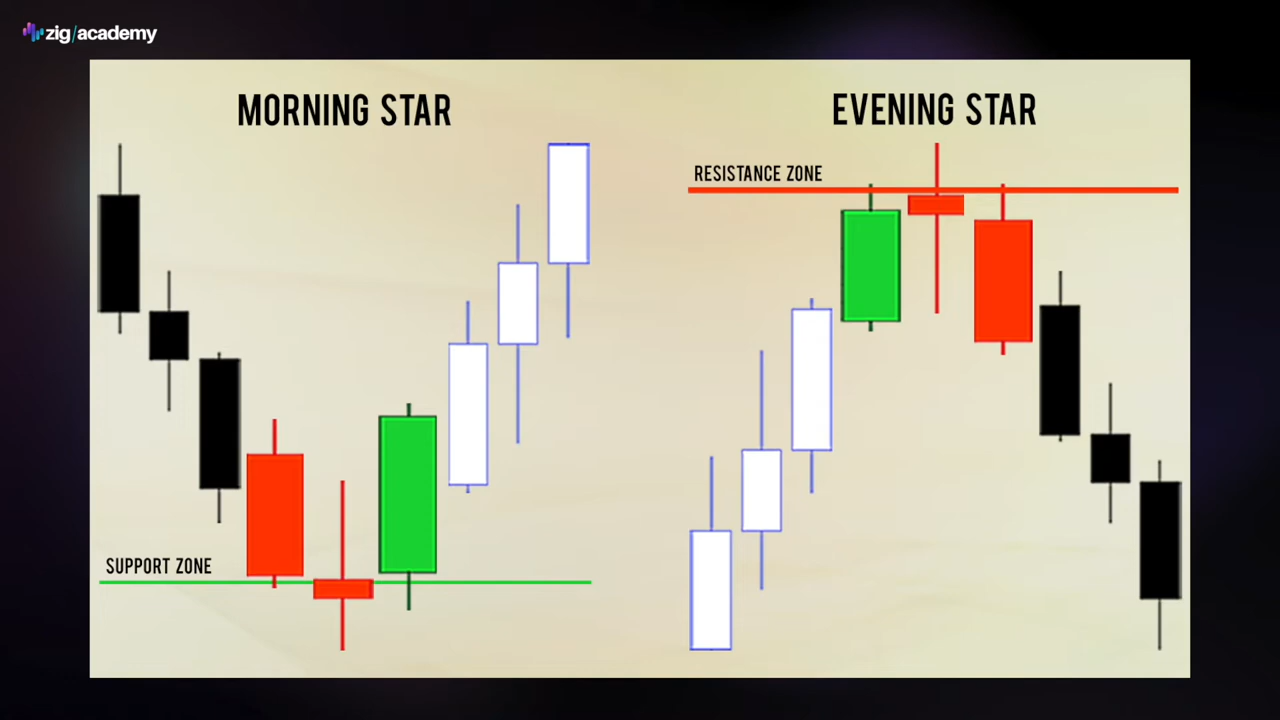 zig/academy
MORNING STAR
EVENING STAR
RESISTANCE ZONE
SUPPORT ZONE